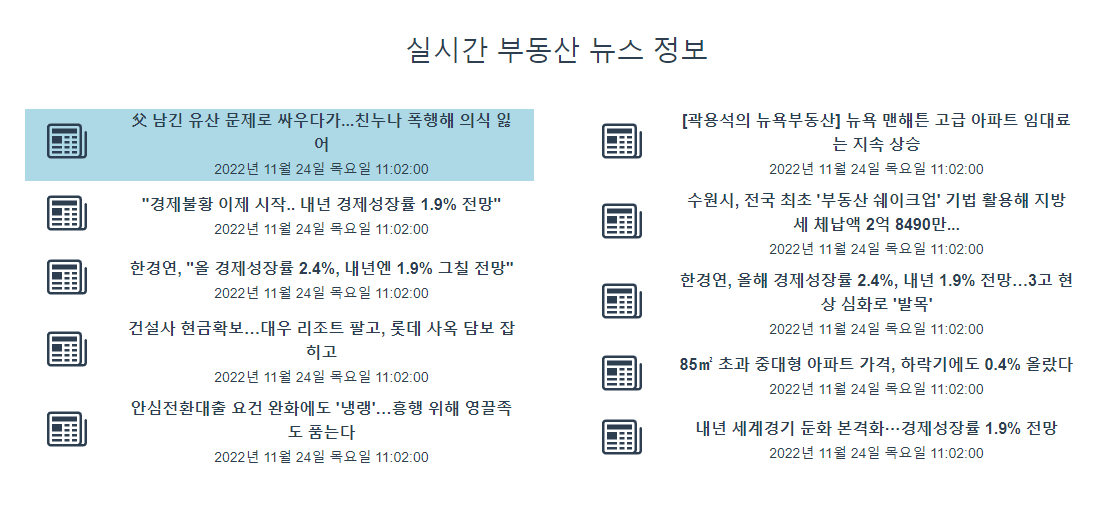 실시간 부동산 뉴스 정보
父 남긴 유산 문제로 싸우다가...친누나 폭행해 의식 잃
어
2022년 11월 24일 목요일 11:02:00
"경제불황 이제 시작.. 내년 경제성장률 1.9% 전망"
2022년 11월 24일 목요일 11:02:00
한경연, "올 경제성장률 2.4%, 내년엔 1.9% 그칠 전망"
2022년 11월 24일 목요일 11:02:00
건설사 현금확보…대우 리조트 팔고, 롯데 사옥 담보 잡
히고
2022년 11월 24일 목요일 11:02:00
안심전환대출 요건 완화에도 '냉랭'…흥행 위해 영끌족
도 품는다
2022년 11월 24일 목요일 11:02:00
[곽용석의 뉴욕부동산] 뉴욕 맨해튼 고급 아파트 임대료
는 지속 상승
2022년 11월 24일 목요일 11:02:00
수원시, 전국 최초 '부동산 쉐이크업' 기법 활용해 지방
세 체납액 2억 8490만...
2022년 11월 24일 목요일 11:02:00
한경연, 올해 경제성장률 2.4%, 내년 1.9% 전망…3고 현
상 심화로 '발목'
2022년 11월 24일 목요일 11:02:00
85㎡ 초과 중대형 아파트 가격, 하락기에도 0.4% 올랐다
2022년 11월 24일 목요일 11:02:00
내년 세계경기 둔화 본격화…경제성장률 1.9% 전망
2022년 11월 24일 목요일 11:02:00